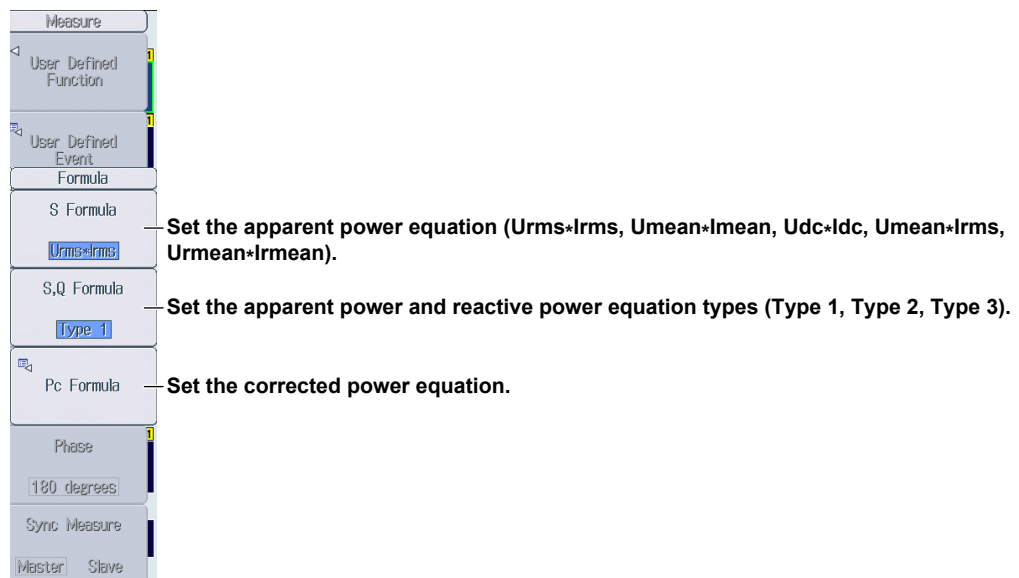 Measure
User Defined
Function
1
User Defined
Event
1
Formula
S Formula
Urms*Irms
Set the apparent power equation (Urms*Irms, Umean*Imean, Udc*Idc, Umean*Irms,
Urmean*Irmean).
S,Q Formula
Type 1
Set the apparent power and reactive power equation types (Type 1, Type 2, Type 3).
Pc Formula
Set the corrected power equation.
Phase
1
180 degrees
Sync Measure
Master Slave